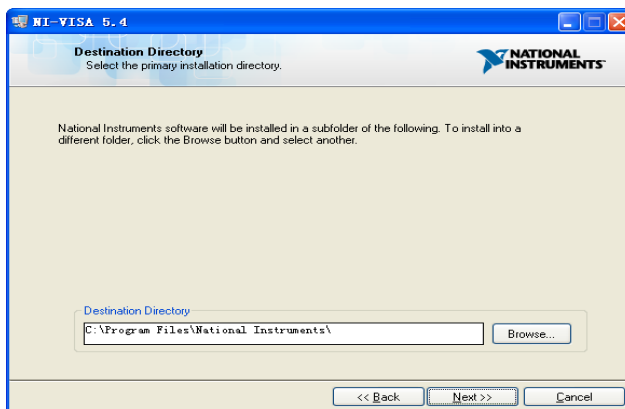 NI-VISA 5.4
Destination Directory
Select the primary installation directory.
NATIONAL
INSTRUMENTS™
National Instruments software will be installed in a subfolder of the following. To install into a
different folder, click the Browse button and select another.
Destination Directory
C:\Program Files\National Instruments\
Browse...
<< Back
Next >>
Cancel